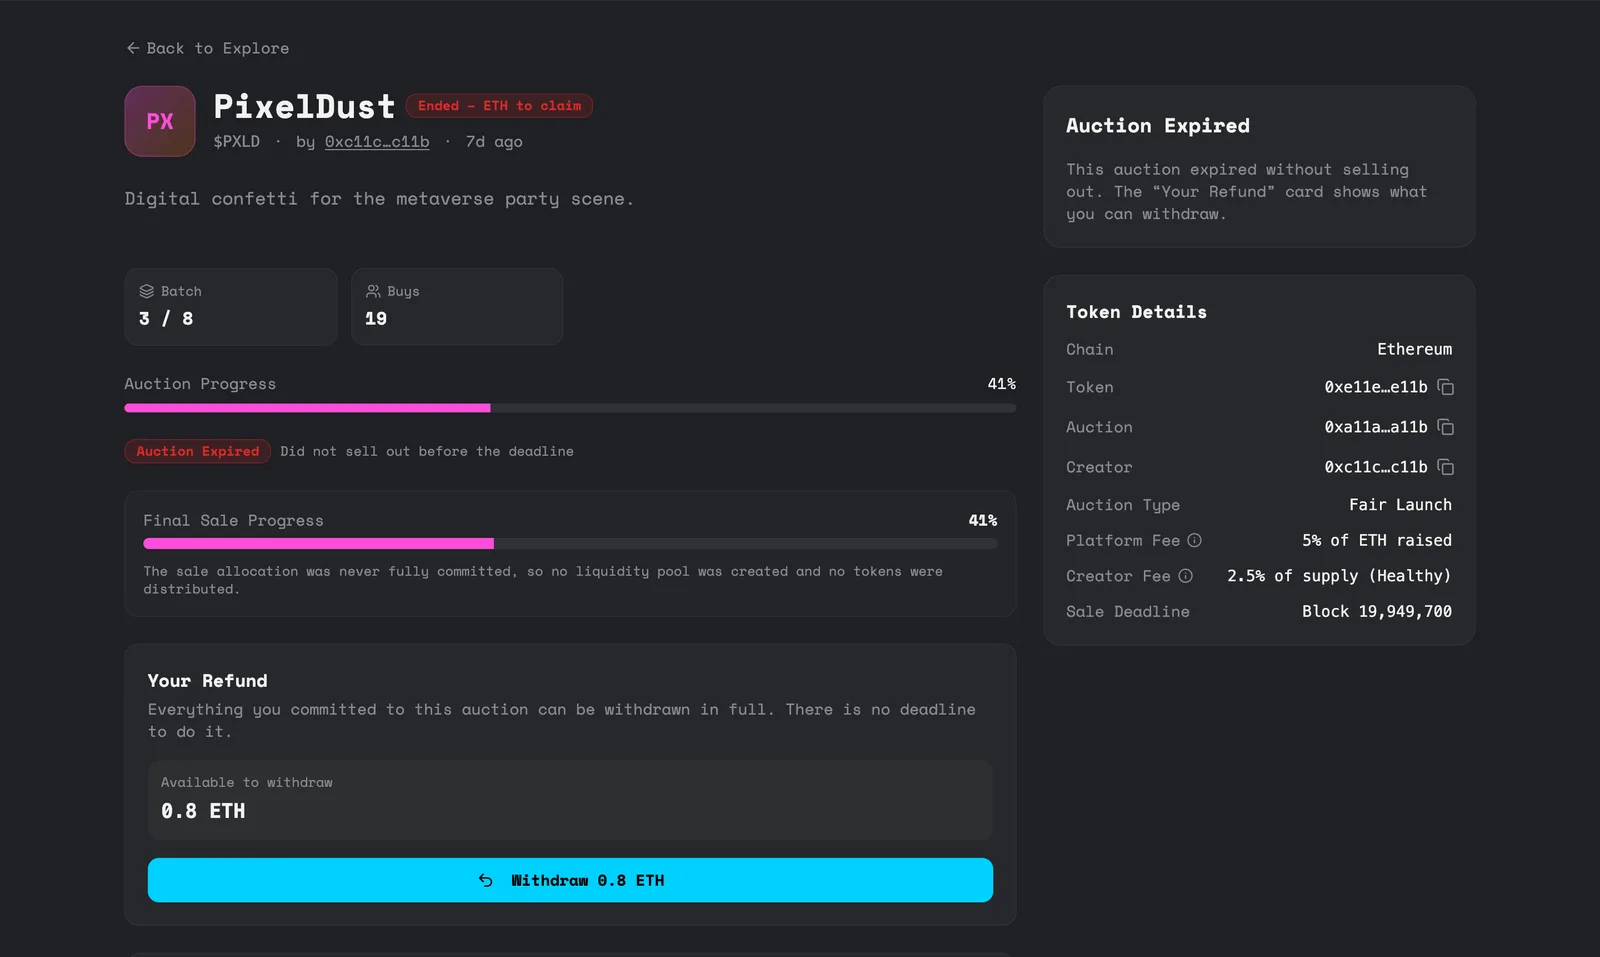 ← Back to Explore
PX
PixelDust
Ended – ETH to claim
$PXLD · by 0xc11c…c11b · 7d ago
Digital confetti for the metaverse party scene.
Batch
3 / 8
Buys
19
Auction Progress
41%
Auction Expired
Did not sell out before the deadline
Final Sale Progress
41%
The sale allocation was never fully committed, so no liquidity pool was created and no tokens were
distributed.
Your Refund
Everything you committed to this auction can be withdrawn in full. There is no deadline
to do it.
Available to withdraw
0.8 ETH
Withdraw 0.8 ETH
Auction Expired
This auction expired without selling
out. The “Your Refund” card shows what
you can withdraw.
Token Details
Chain
Ethereum
Token
0xe11e…e11b
Auction
0xa11a…a11b
Creator
0xc11c…c11b
Auction Type
Fair Launch
Platform Fee
5% of ETH raised
Creator Fee
2.5% of supply (Healthy)
Sale Deadline
Block 19,949,700